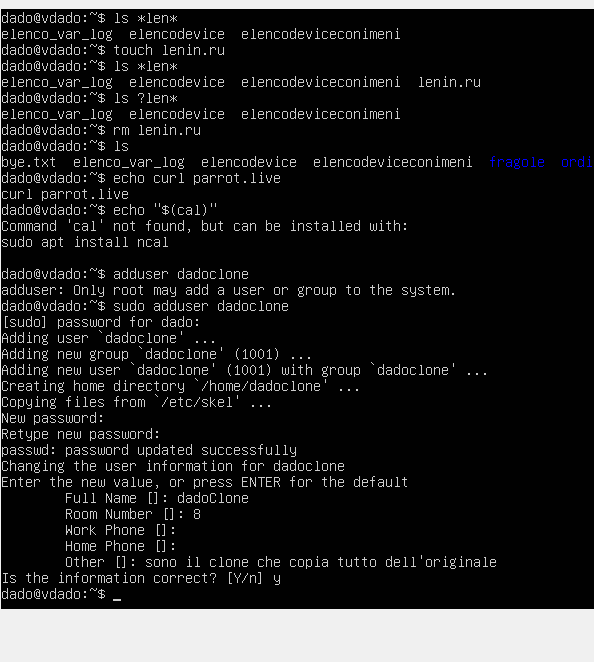 dado@vdado:~$ ls *len*
elenco_var_log  elencodevice  elencodeviceconimeni
dado@vdado:~$ touch lenin.ru
dado@vdado:~$ ls *len*
elenco_var_log  elencodevice  elencodeviceconimeni  lenin.ru
dado@vdado:~$ ls ?len*
elenco_var_log  elencodevice  elencodeviceconimeni
dado@vdado:~$ rm lenin.ru
dado@vdado:~$ ls
bye.txt  elenco_var_log  elencodevice  elencodeviceconimeni  fragole  ordi
dado@vdado:~$ echo curl parrot.live
curl parrot.live
dado@vdado:~$ echo "$(cal)"
Command 'cal' not found, but can be installed with:
sudo apt install ncal
dado@vdado:~$ adduser dadoclone
adduser: Only root may add a user or group to the system.
dado@vdado:~$ sudo adduser dadoclone
[sudo] password for dado:
Adding user `dadoclone' ...
Adding new group `dadoclone' (1001) ...
Adding new user `dadoclone' (1001) with group `dadoclone' ...
Creating home directory `/home/dadoclone' ...
Copying files from `/etc/skel' ...
New password:
Retype new password:
passwd: password updated successfully
Changing the user information for dadoclone
Enter the new value, or press ENTER for the default
Full Name []: dadoClone
Room Number []: 8
Work Phone []:
Home Phone []:
Other []: sono il clone che copia tutto dell'originale
Is the information correct? [Y/n] y
dado@vdado:~$ _